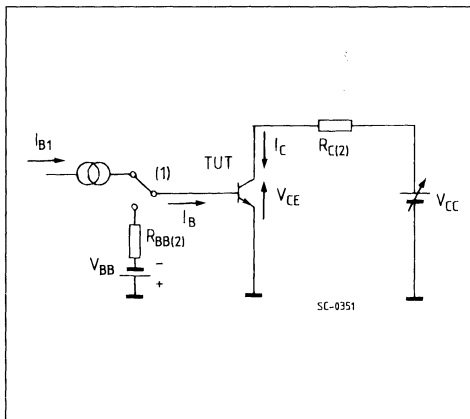 I_C
R_C(2)
I_B1
(1)
TUT
V_CE
V_CC
I_B
R_BB(2)
V_BB
-
+
SC-0351